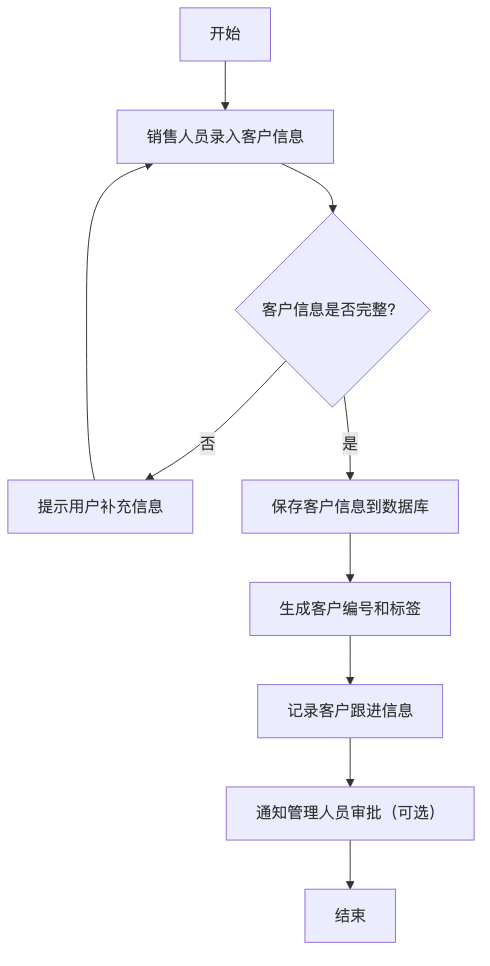 开始
销售人员录入客户信息
客户信息是否完整?
否
是
提示用户补充信息
保存客户信息到数据库
生成客户编号和标签
记录客户跟进信息
通知管理人员审批（可选）
结束